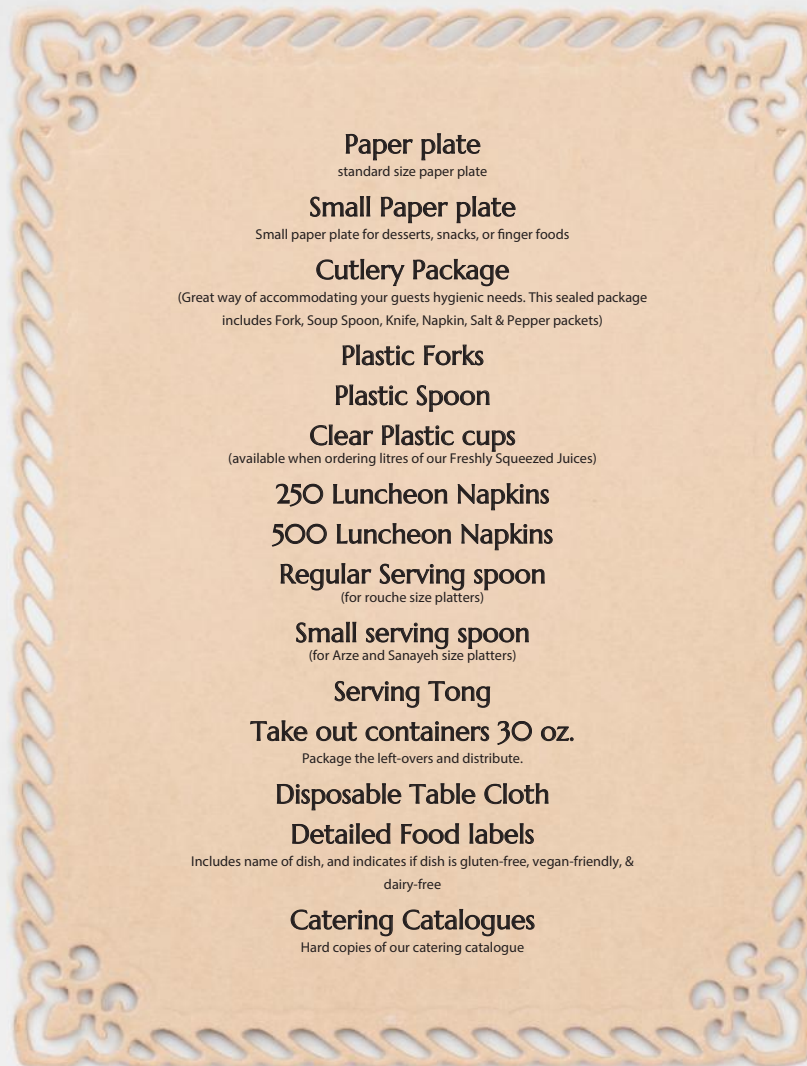 Paper plate
standard size paper plate
Small Paper plate
Small paper plate for desserts, snacks, or finger foods
Cutlery Package
(Great way of accommodating your guests hygienic needs. This sealed package
includes Fork, Soup Spoon, Knife, Napkin, Salt & Pepper packets)
Plastic Forks
Plastic Spoon
Clear Plastic cups
(available when ordering litres of our Freshly Squeezed Juices)
250 Luncheon Napkins
500 Luncheon Napkins
Regular Serving spoon
(for rouche size platters)
Small serving spoon
(for Arze and Sanayeh size platters)
Serving Tong
Take out containers 30 oz.
Package the left-overs and distribute.
Disposable Table Cloth
Detailed Food labels
Includes name of dish, and indicates if dish is gluten-free, vegan-friendly, &
dairy-free
Catering Catalogues
Hard copies of our catering catalogue